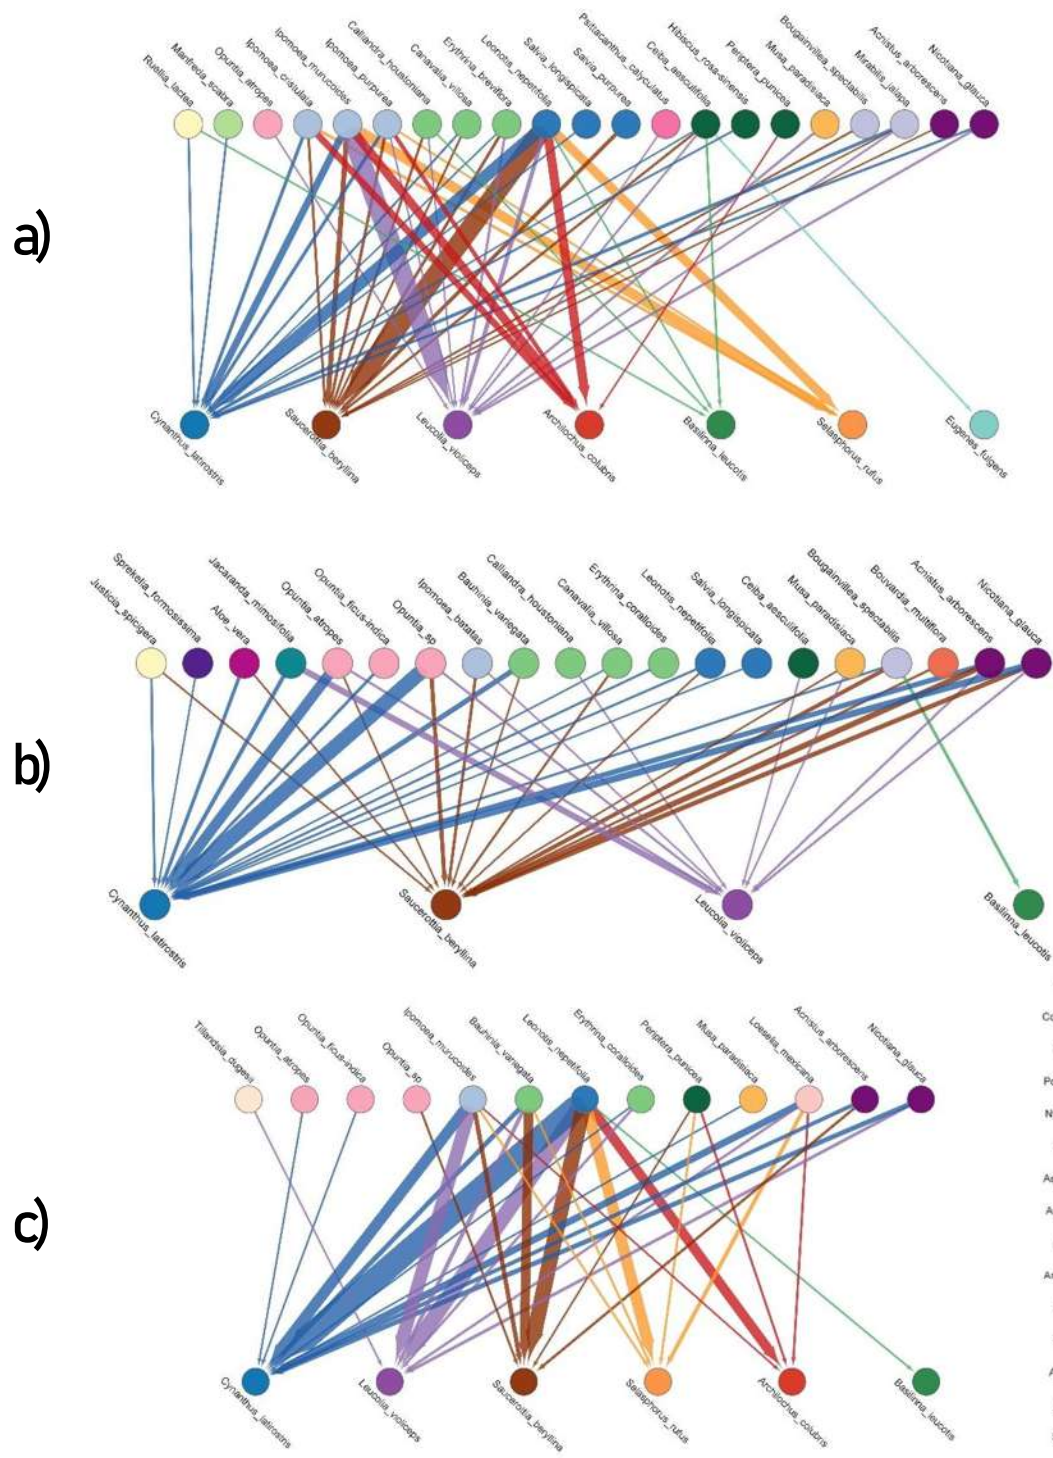 a)
Ruellia_lactea
Manfreda_scabra
Opuntia_atropes
Ipomoea_orisilalia
Ipomoea_murucoides
Ipomoea_purpurea
Calliandra_houstoniana
Canavalia_villosa
Erythrina_breviflora
Leonotis_nepetifolia
Salvia_longispicata
Salvia_purpurea
Psittacanthus_calyculatus
Ceiba_aesculifolia
Hibiscus_rosa-sinensis
Periptera_punicea
Musa_paradisiaca
Bougainvillea_spectabilis
Mirabilis_jalapa
Acnistus_arborescens
Nicotiana_glauca
Cynanthus_latirostris
Saucerottia_beryllina
Leucolia_violiceps
Archilochus_colubris
Basilinna_leucotis
Selasphorus_rufus
Eugenes_fulgens
b)
Justicia_spicigera
Sprekelia_formosissima
Aloe_vera
Jacaranda_mimosifolia
Opuntia_atropes
Opuntia_ficus-indica
Opuntia_sp
Ipomoea_batatas
Bauhinia_variegata
Calliandra_houstoniana
Canavalia_villosa
Erythrina_coralloides
Leonotis_nepetifolia
Salvia_longispicata
Ceiba_aesculifolia
Musa_paradisiaca
Bougainvillea_spectabilis
Bouvardia_multiflora
Acnistus_arborescens
Nicotiana_glauca
Cynanthus_latirostris
Saucerottia_beryllina
Leucolia_violiceps
Basilinna_leucotis
c)
Tillandsia_dugesii
Opuntia_atropes
Opuntia_ficus-indica
Opuntia_sp
Ipomoea_murucoides
Bauhinia_variegata
Leonotis_nepetifolia
Erythrina_coralloides
Periptera_punicea
Musa_paradisiaca
Loeselia_mexicana
Acnistus_arborescens
Nicotiana_glauca
Cynanthus_latirostris
Leucolia_violiceps
Saucerottia_beryllina
Selasphorus_rufus
Archilochus_colubris
Basilinna_leucotis